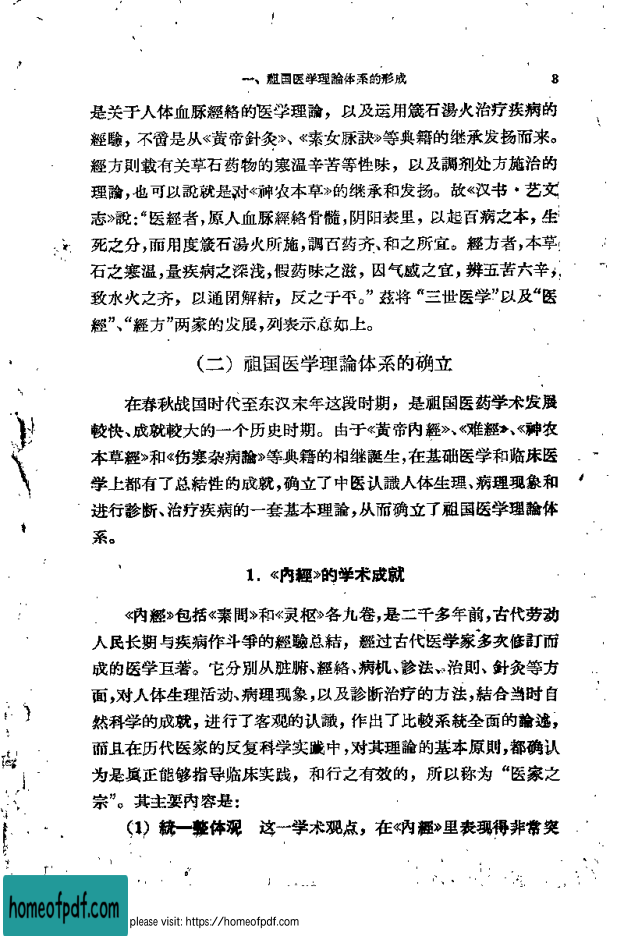 一、祖国医学理論体系的形成 3
是关于人体血脉經絡的医学理論，以及运用箴石湯火治疗疾病的
經驗，不啻是从《黃帝針灸》、《素女脉訣》等典籍的继承发扬而来。
經方則載有关草石药物的寒温辛苦等性味，以及調剂处方施治的
理論，也可以說就是对《神农本草》的继承和发扬。故《汉书·艺文
志》說：“医經者，原人血脉經絡骨髓，阴阳表里，以起百病之本，生
死之分，而用度箴石湯火所施，調百药齐、和之所宜。經方者，本草
石之寒温，量疾病之深浅，假药味之滋，因气感之宜，辨五苦六辛，
致水火之齐，以通閉解結，反之于平。”茲将“三世医学”以及“医
經”、“經方”两家的发展，列表示意如上。
（二）祖国医学理論体系的确立
在春秋战国时代至东汉末年这段时期，是祖国医药学术发展
較快、成就較大的一个历史时期。由于《黃帝内經》、《难經》、《神农
本草經》和《伤寒杂病論》等典籍的相继誕生，在基础医学和临床医
学上都有了总結性的成就，确立了中医认識人体生理、病理现象和
进行診断、治疗疾病的一套基本理論，从而确立了祖国医学理論体
系。
1. 《内經》的学术成就
《内經》包括《素問》和《灵枢》各九卷，是二千多年前，古代劳动
人民长期与疾病作斗爭的經驗总結，經过古代医学家多次修訂而
成的医学巨著。它分別从脏腑、經絡、病机、診法、治則、針灸等方
面，对人体生理活动、病理现象，以及診断治疗的方法，結合当时自
然科学的成就，进行了客观的认識，作出了比較系統全面的論述，
而且在历代医家的反复科学实踐中，对其理論的基本原則，都确认
为是真正能够指导临床实践，和行之有效的，所以称为“医家之
宗”。其主要内容是：
（1）統一整体观 这一学术观点，在《内經》里表现得非常突
homeofpdf.com
please visit: https://homeofpdf.com